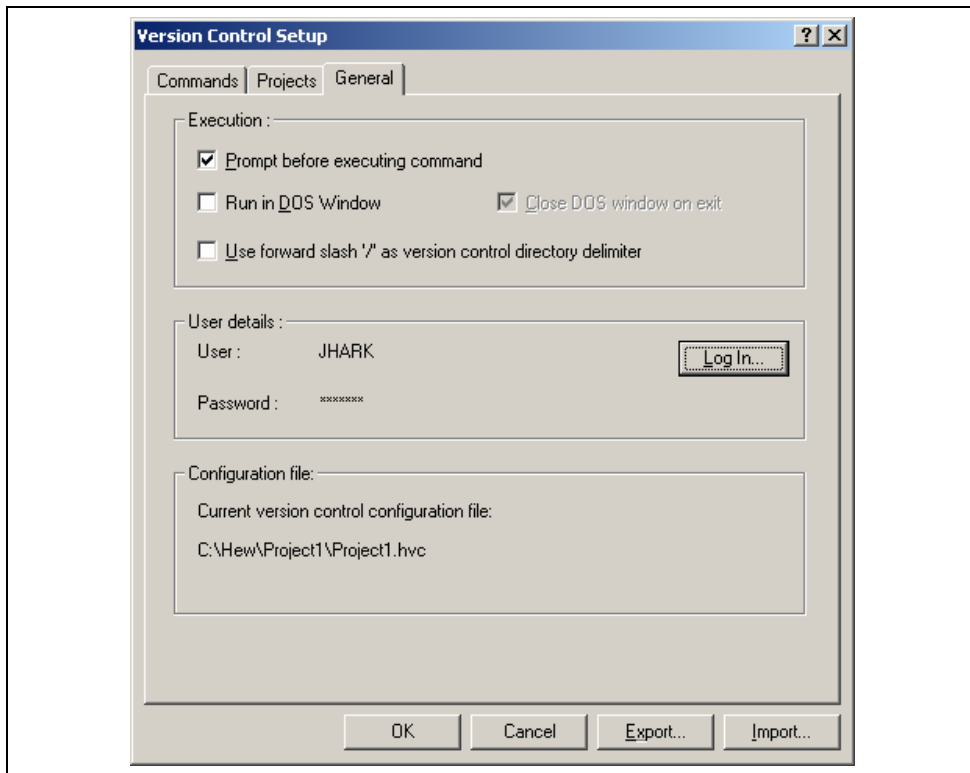 Version Control Setup
Commands Projects General
Execution :
Prompt before executing command
Run in DOS Window Close DOS window on exit
Use forward slash '/' as version control directory delimiter
User details :
User : JHARK Log In...
Password : *******
Configuration file:
Current version control configuration file:
C:\Hew\Project1\Project1.hvc
OK Cancel Export... Import...